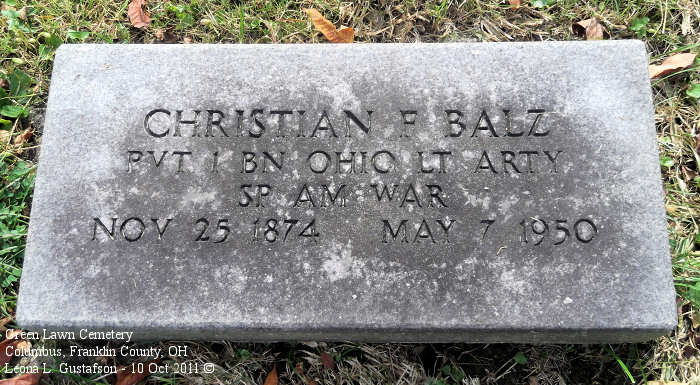 CHRISTIAN F BALZ
PVT 1 BN OHIO LT ARTY
SP AM WAR
NOV 25 1874 MAY 7 1950
Green Lawn Cemetery
Columbus, Franklin County, OH
Leona L. Gustafson - 10 Oct 2011 ©